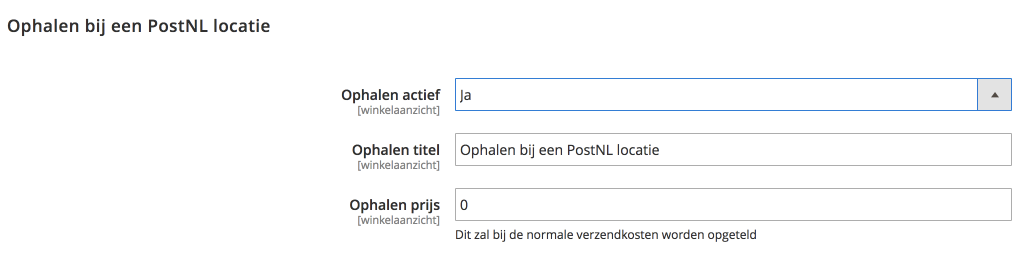 Ophalen bij een PostNL locatie
Ophalen actief
[winkelaanzicht]
Ja
Ophalen titel
[winkelaanzicht]
Ophalen bij een PostNL locatie
Ophalen prijs
[winkelaanzicht]
0
Dit zal bij de normale verzendkosten worden opgeteld